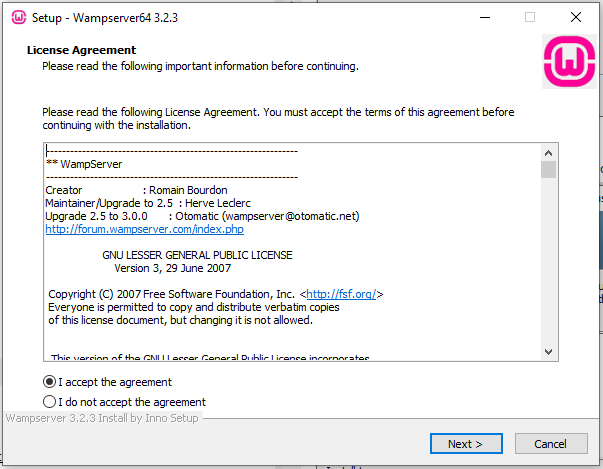 Setup - Wampserver64 3.2.3
License Agreement
Please read the following important information before continuing.
Please read the following License Agreement. You must accept the terms of this agreement before
continuing with the installation.
------------------------------------------------------------
** WampServer
------------------------------------------------------------
Creator : Romain Bourdon
Maintainer/Upgrade to 2.5 : Herve Leclerc
Upgrade 2.5 to 3.0.0 : Otomatic (wampserver@otomatic.net)
http://forum.wampserver.com/index.php
GNU LESSER GENERAL PUBLIC LICENSE
Version 3, 29 June 2007
Copyright (C) 2007 Free Software Foundation, Inc. <http://fsf.org/>
Everyone is permitted to copy and distribute verbatim copies
of this license document, but changing it is not allowed.
This version of the GNU Lesser General Public License incorporates
I accept the agreement
I do not accept the agreement
Wampserver 3.2.3 Install by Inno Setup
Next >
Cancel